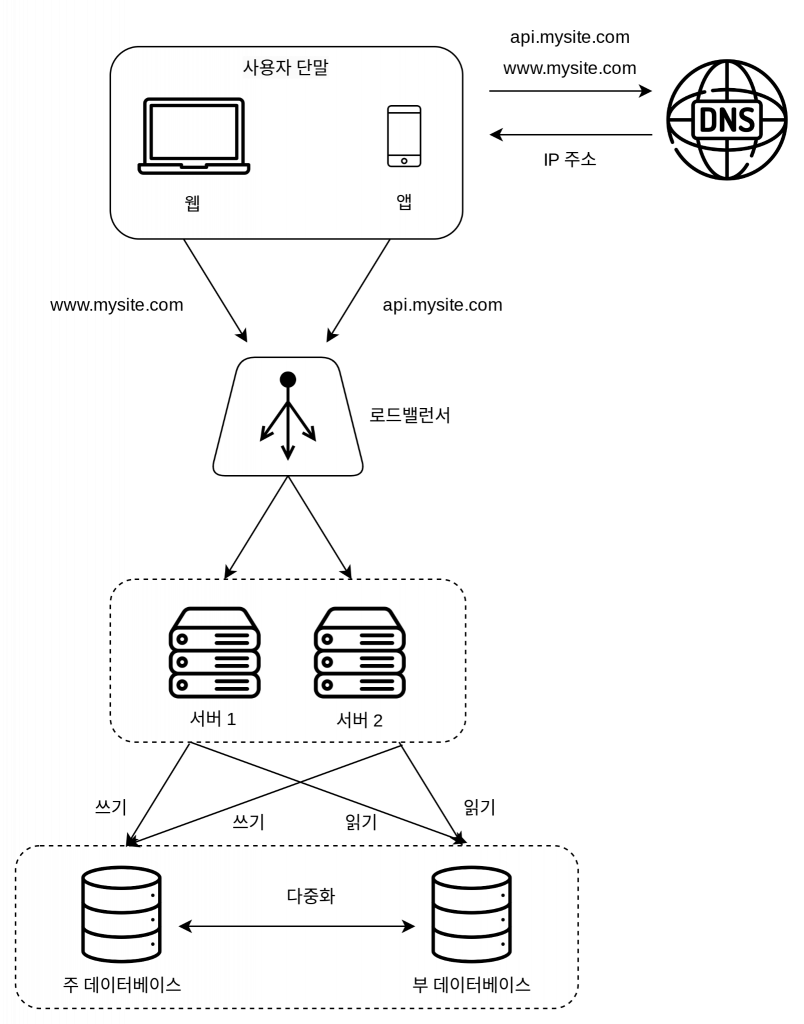 api.mysite.com
사용자 단말
www.mysite.com
DNS
IP 주소
웹
앱
www.mysite.com
api.mysite.com
로드밸런서
서버 1
서버 2
쓰기
쓰기
읽기
읽기
다중화
주 데이터베이스
부 데이터베이스